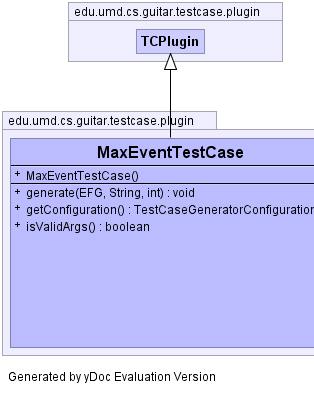 edu.umd.cs.guitar.testcase.plugin
TCPlugin
edu.umd.cs.guitar.testcase.plugin
MaxEventTestCase
+ MaxEventTestCase()
+ generate(EFG, String, int) : void
+ getConfiguration() : TestCaseGeneratorConfiguration
+ isValidArgs() : boolean
Generated by yDoc Evaluation Version